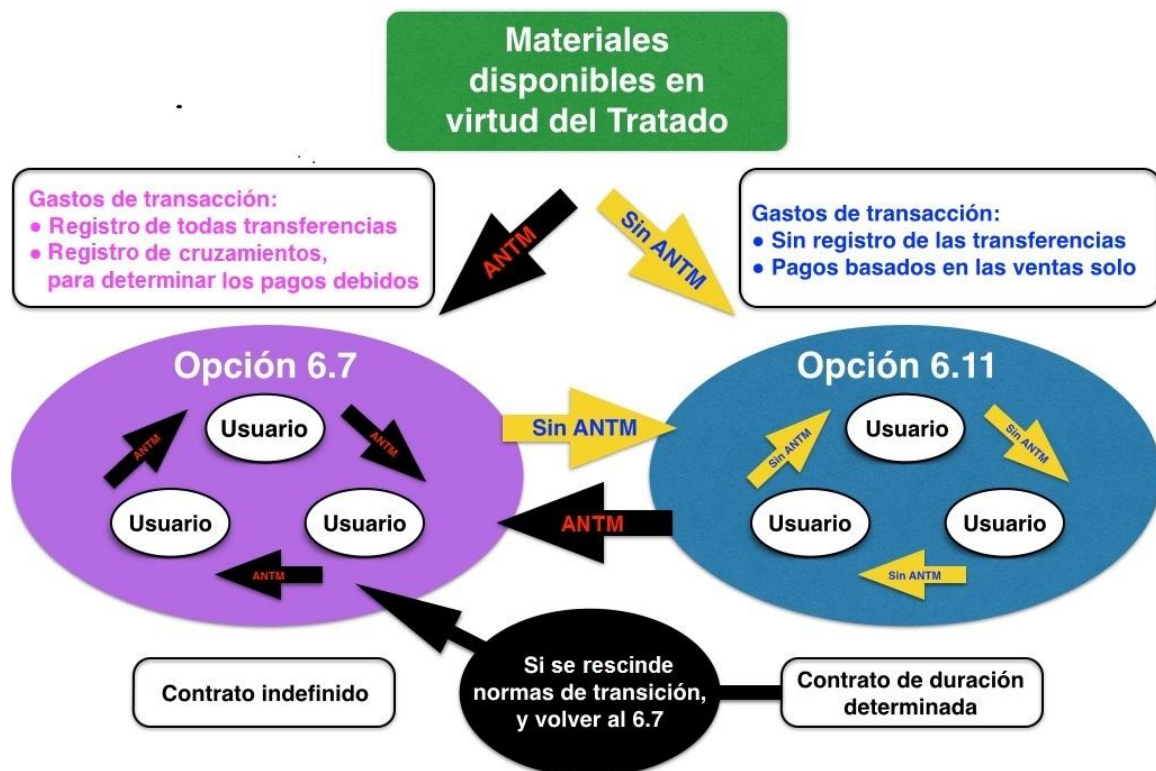 Materiales
disponibles en
virtud del Tratado
Gastos de transacción:
● Registro de todas transferencias
● Registro de cruzamientos,
para determinar los pagos debidos
ANTM
Sin ANTM
Gastos de transacción:
● Sin registro de las transferencias
● Pagos basados en las ventas solo
Opción 6.7
Usuario
ANTM
ANTM
Usuario
Usuario
ANTM
Sin ANTM
ANTM
Opción 6.11
Usuario
Sin ANTM
Sin ANTM
Usuario
Usuario
Sin ANTM
Contrato indefinido
Si se rescinde
normas de transición,
y volver al 6.7
Contrato de duración
determinada